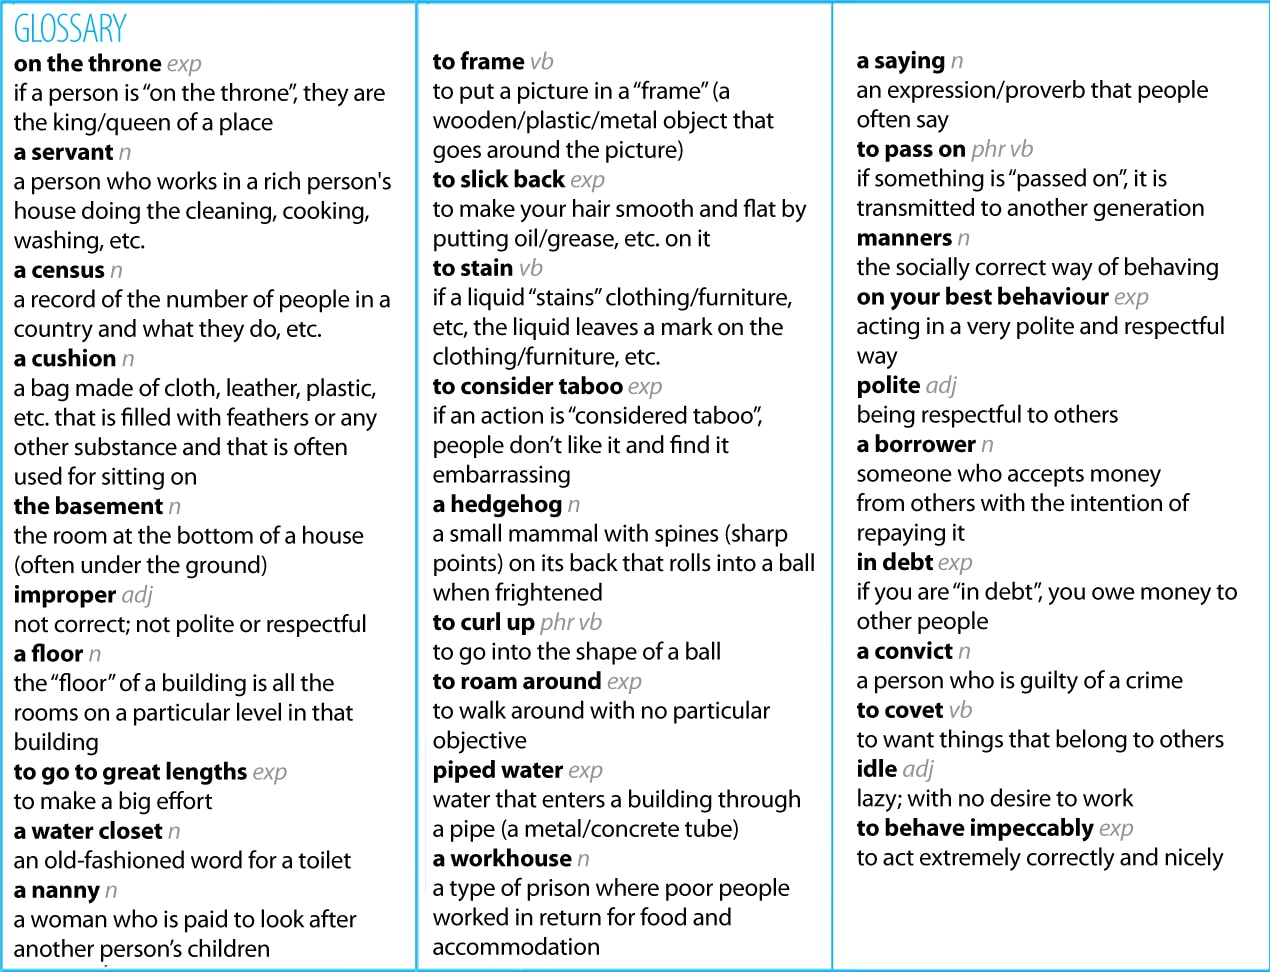 GLOSSARY
on the throne exp
if a person is “on the throne”, they are
the king/queen of a place
a servant n
a person who works in a rich person's
house doing the cleaning, cooking,
washing, etc.
a census n
a record of the number of people in a
country and what they do, etc.
a cushion n
a bag made of cloth, leather, plastic,
etc. that is filled with feathers or any
other substance and that is often
used for sitting on
the basement n
the room at the bottom of a house
(often under the ground)
improper adj
not correct; not polite or respectful
a floor n
the “floor” of a building is all the
rooms on a particular level in that
building
to go to great lengths exp
to make a big effort
a water closet n
an old-fashioned word for a toilet
a nanny n
a woman who is paid to look after
another person’s children
to frame vb
to put a picture in a “frame” (a
wooden/plastic/metal object that
goes around the picture)
to slick back exp
to make your hair smooth and flat by
putting oil/grease, etc. on it
to stain vb
if a liquid “stains” clothing/furniture,
etc, the liquid leaves a mark on the
clothing/furniture, etc.
to consider taboo exp
if an action is “considered taboo”,
people don’t like it and find it
embarrassing
a hedgehog n
a small mammal with spines (sharp
points) on its back that rolls into a ball
when frightened
to curl up phr vb
to go into the shape of a ball
to roam around exp
to walk around with no particular
objective
piped water exp
water that enters a building through
a pipe (a metal/concrete tube)
a workhouse n
a type of prison where poor people
worked in return for food and
accommodation
a saying n
an expression/proverb that people
often say
to pass on phr vb
if something is “passed on”, it is
transmitted to another generation
manners n
the socially correct way of behaving
on your best behaviour exp
acting in a very polite and respectful
way
polite adj
being respectful to others
a borrower n
someone who accepts money
from others with the intention of
repaying it
in debt exp
if you are “in debt”, you owe money to
other people
a convict n
a person who is guilty of a crime
to covet vb
to want things that belong to others
idle adj
lazy; with no desire to work
to behave impeccably exp
to act extremely correctly and nicely